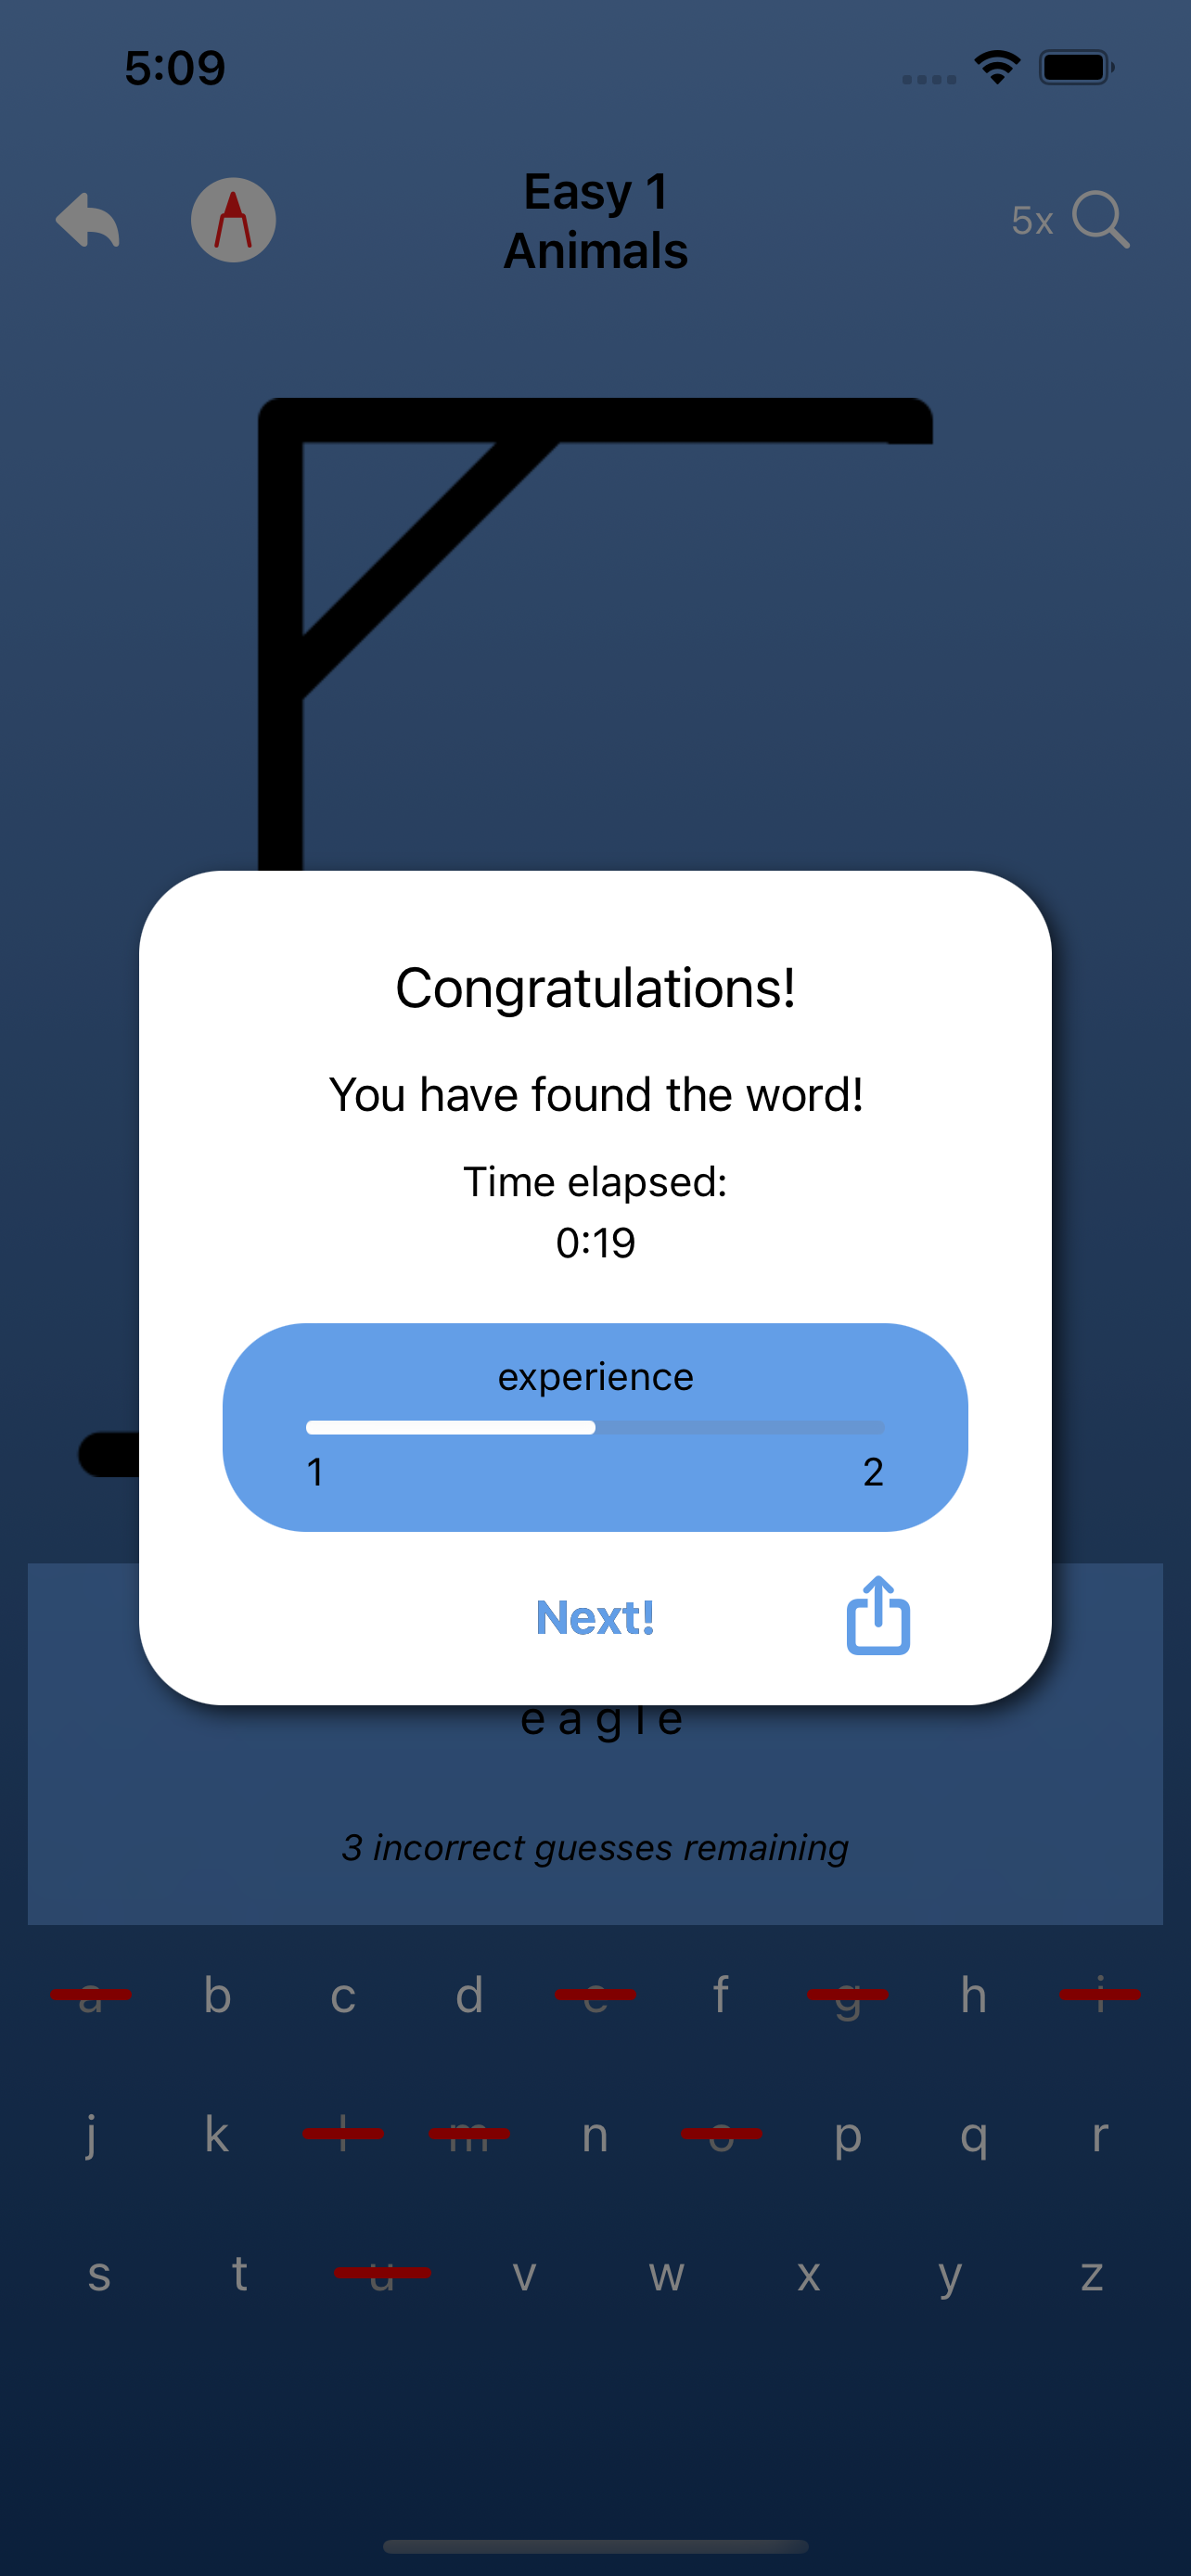 5:09
Easy 1
Animals
5x
Congratulations!
You have found the word!
Time elapsed:
0:19
experience
1 2
Next!
e a g l e
3 incorrect guesses remaining
a b c d e f g h i
j k l m n o p q r
s t u v w x y z